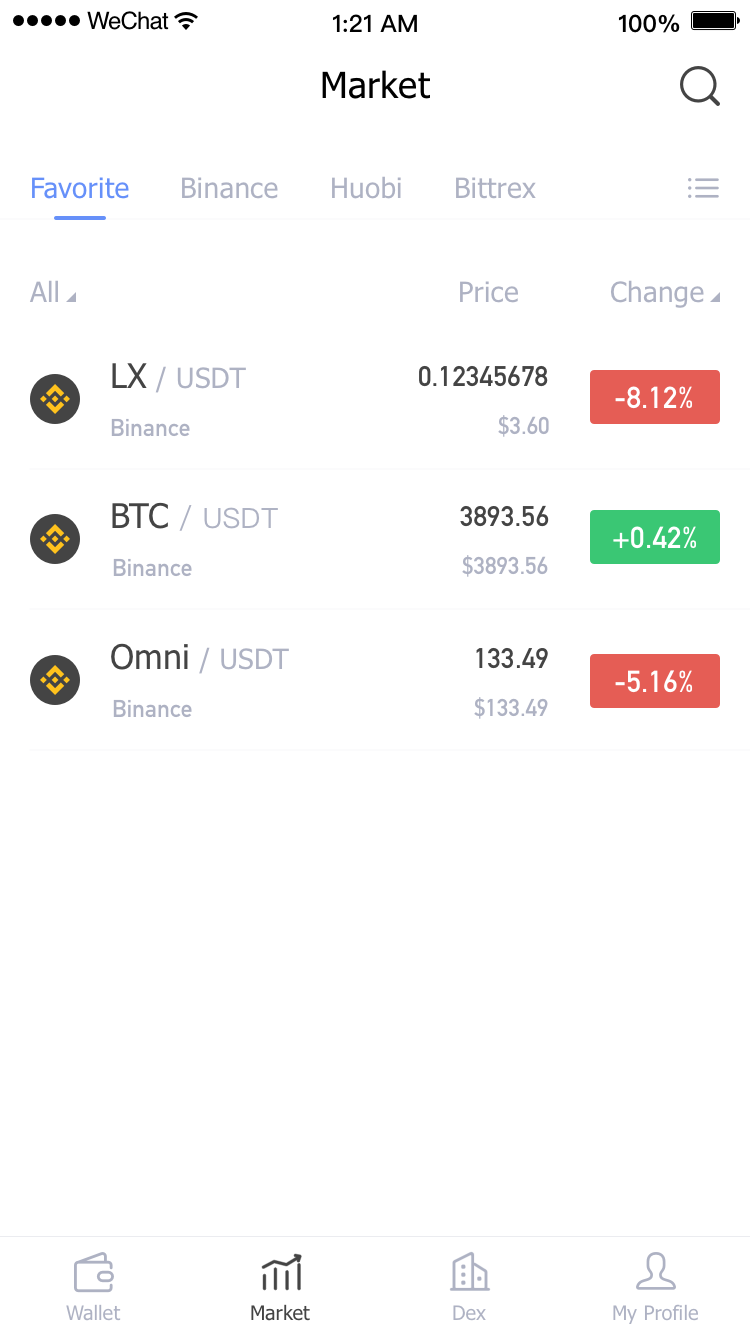 WeChat 1:21 AM 100%
Market
Favorite Binance Huobi Bittrex
All Price Change
LX / USDT 0.12345678 -8.12%
Binance $3.60
BTC / USDT 3893.56 +0.42%
Binance $3893.56
Omni / USDT 133.49 -5.16%
Binance $133.49
Wallet Market Dex My Profile